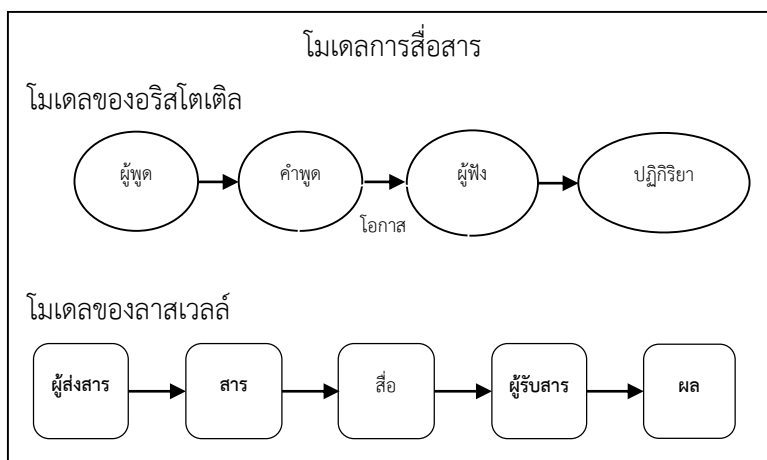 โมเดลการสื่อสาร
โมเดลของอริสโตเติล
ผู้พูด คำพูด ผู้ฟัง ปฏิกิริยา
โอกาส
โมเดลของลาสเวลล์
ผู้ส่งสาร สาร สื่อ ผู้รับสาร ผล